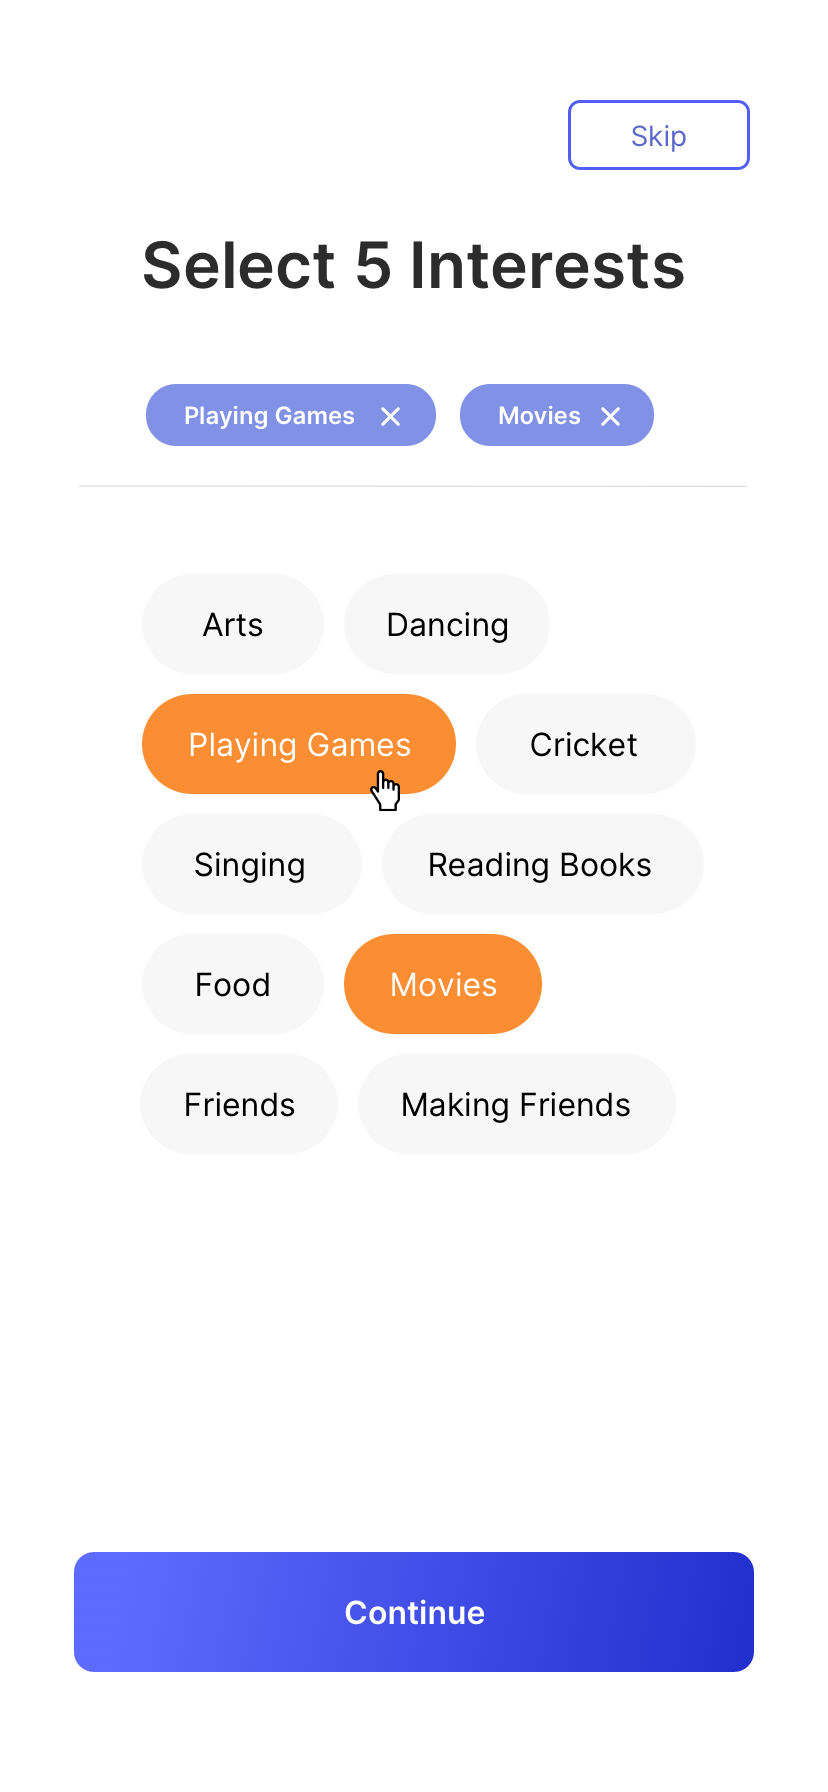 Skip
Select 5 Interests
Playing Games Movies
Arts Dancing
Playing Games Cricket
Singing Reading Books
Food Movies
Friends Making Friends
Continue